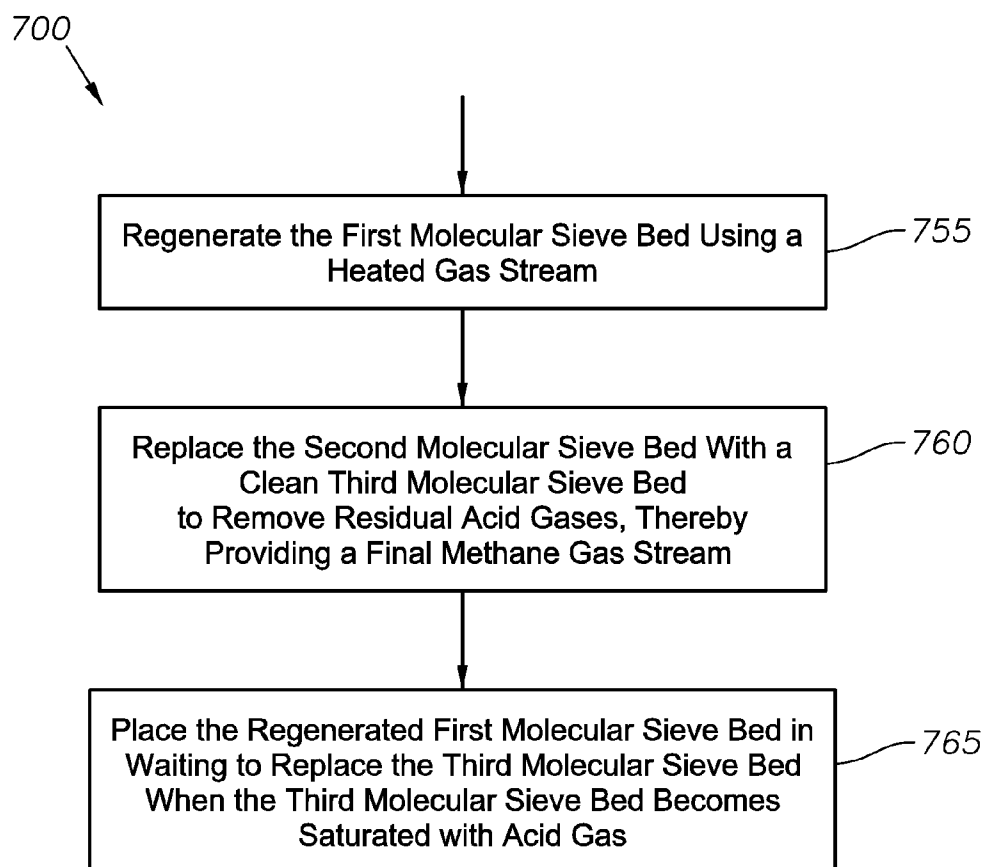 700
Regenerate the First Molecular Sieve Bed Using a
Heated Gas Stream
755
Replace the Second Molecular Sieve Bed With a
Clean Third Molecular Sieve Bed
to Remove Residual Acid Gases, Thereby
Providing a Final Methane Gas Stream
760
Place the Regenerated First Molecular Sieve Bed in
Waiting to Replace the Third Molecular Sieve Bed
When the Third Molecular Sieve Bed Becomes
Saturated with Acid Gas
765